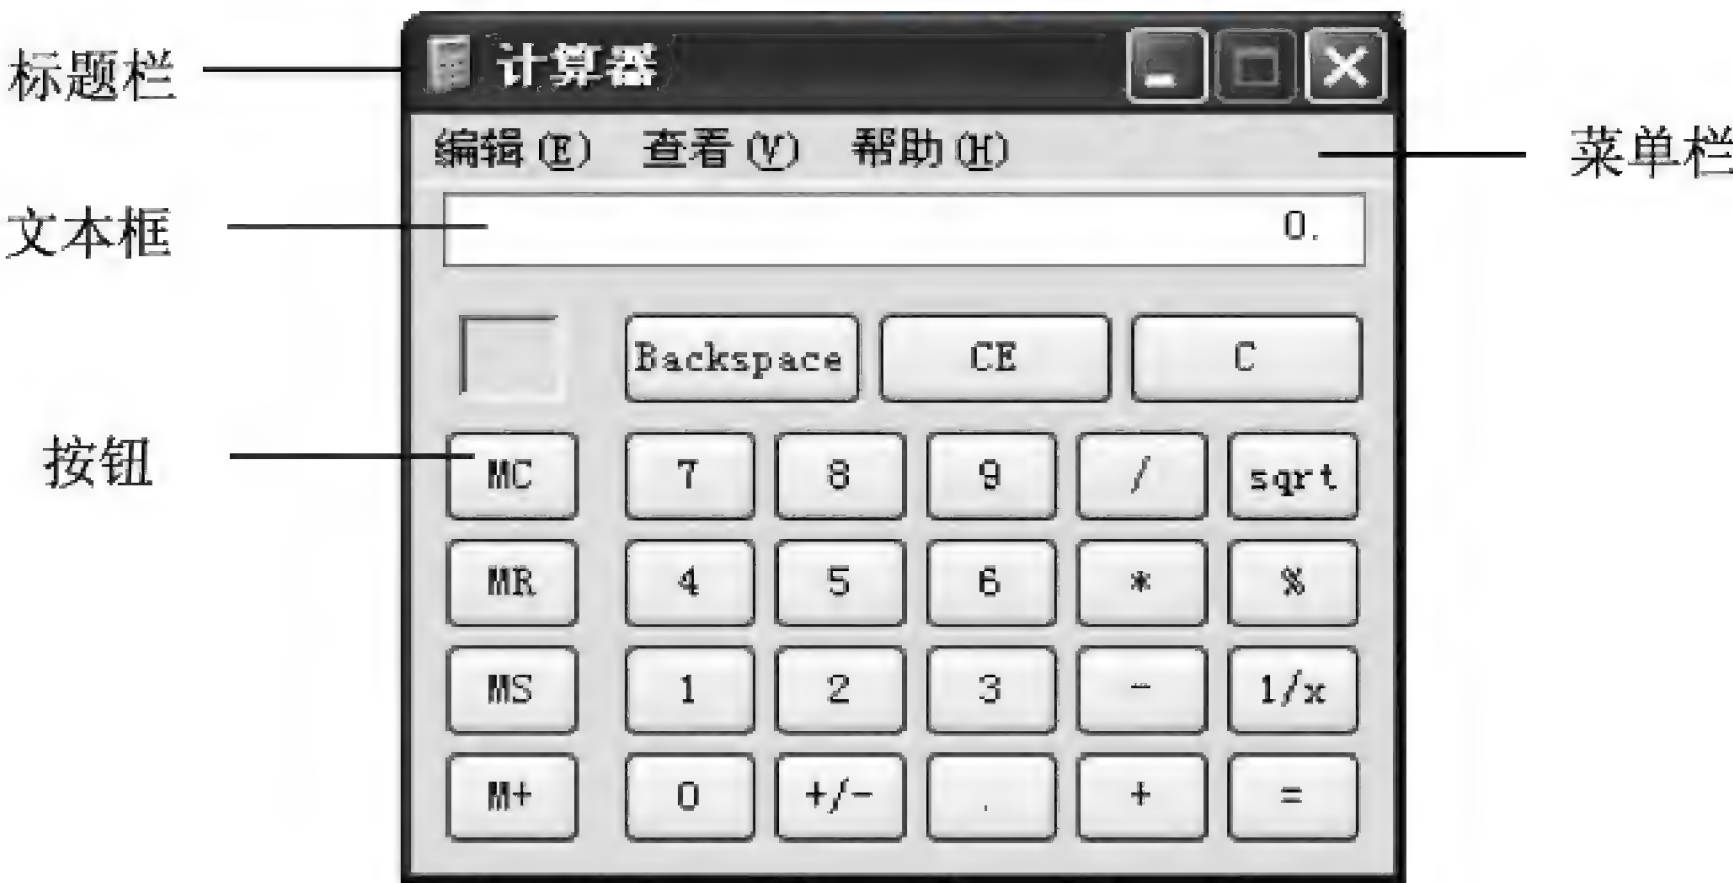 标题栏
计算器
编辑(E) 查看(V) 帮助(H)
菜单栏
文本框
0.
Backspace CE C
按钮
MC 7 8 9 / sqrt
MR 4 5 6 * %
MS 1 2 3 - 1/x
M+ 0 +/- . + =